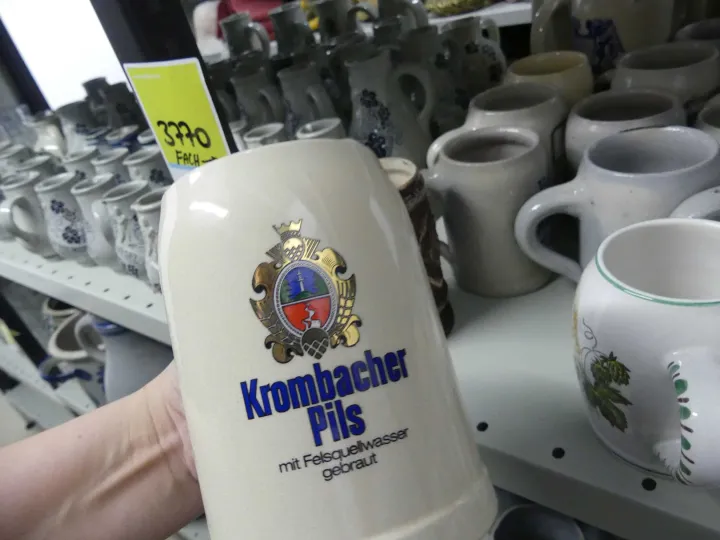 3770
FACH→
Krombacher
Pils
mit Felsquellwasser
gebraut